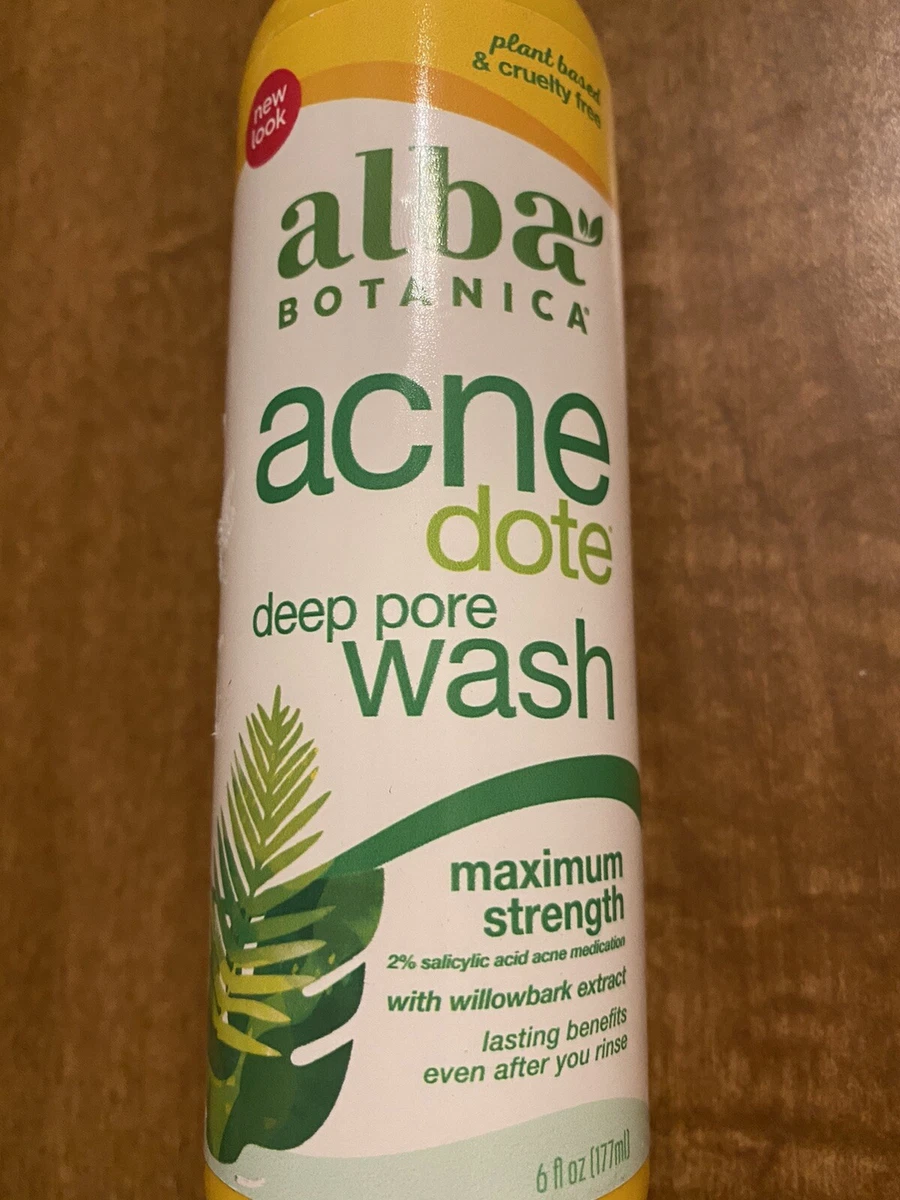 plant based
& cruelty free
new
look
alba
BOTANICA®
acne
dote®
deep pore
wash
maximum
strength
2% salicylic acid acne medication
with willowbark extract
lasting benefits
even after you rinse
6 fl oz (177ml)